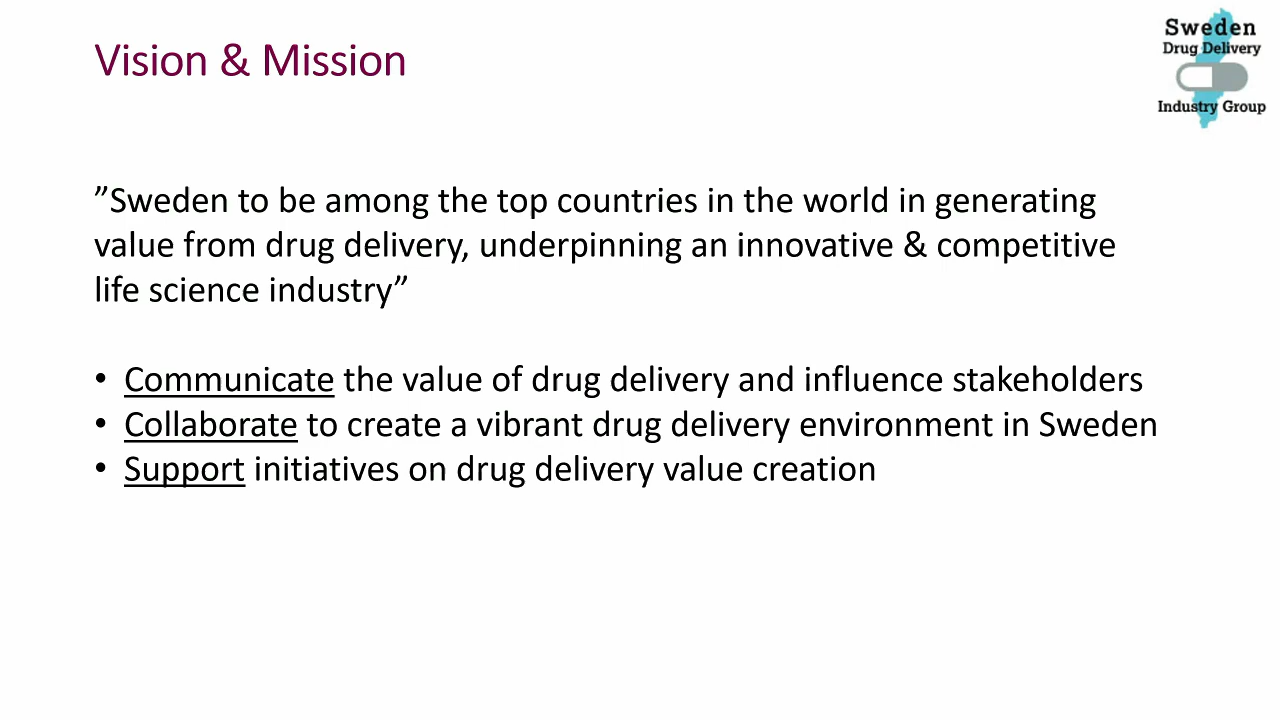 Vision & Mission
Sweden
Drug Delivery
Industry Group
”Sweden to be among the top countries in the world in generating
value from drug delivery, underpinning an innovative & competitive
life science industry”
• Communicate the value of drug delivery and influence stakeholders
• Collaborate to create a vibrant drug delivery environment in Sweden
• Support initiatives on drug delivery value creation